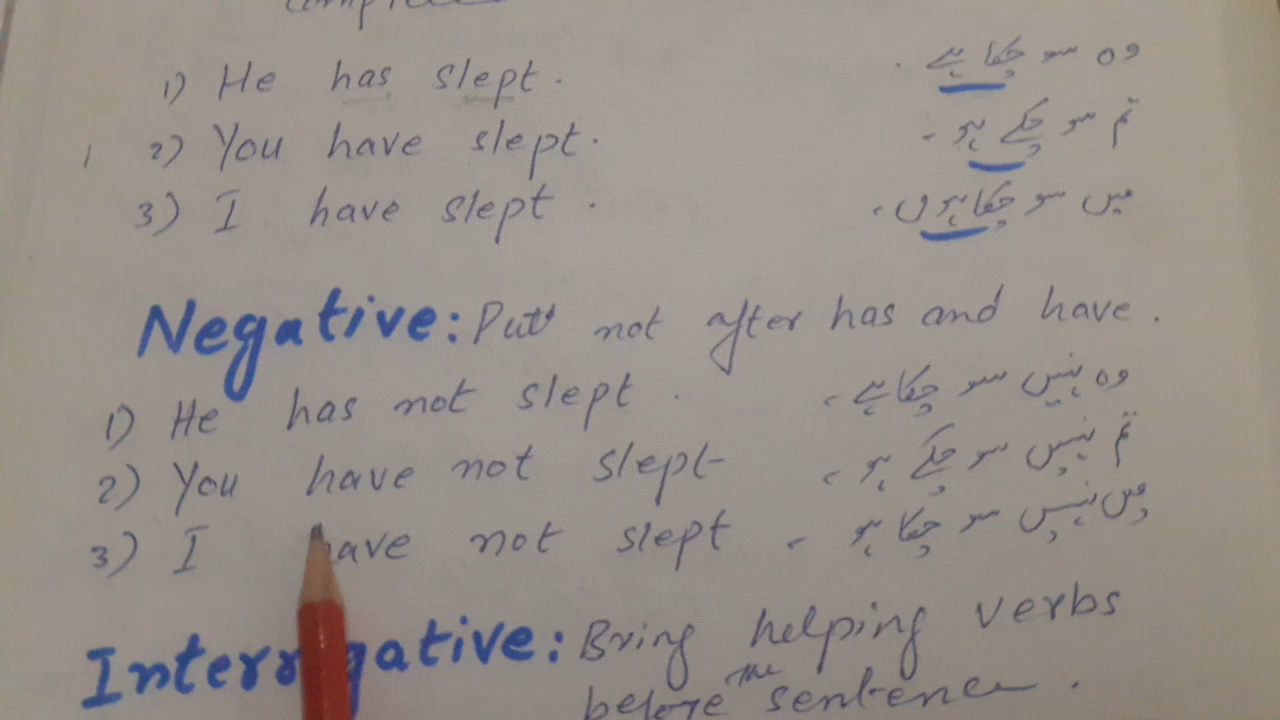 1) He has slept. وہ سو چکا ہے۔
2) You have slept. تم سو چکے ہو۔
3) I have slept. میں سو چکا ہوں۔
Negative: Put not after has and have.
1) He has not slept. وہ نہیں سو چکا ہے۔
2) You have not slept تم نہیں سو چکے ہو۔
3) I have not slept میں نہیں سو چکا ہو۔
Interrogative: Bring helping verbs
before the sentence.